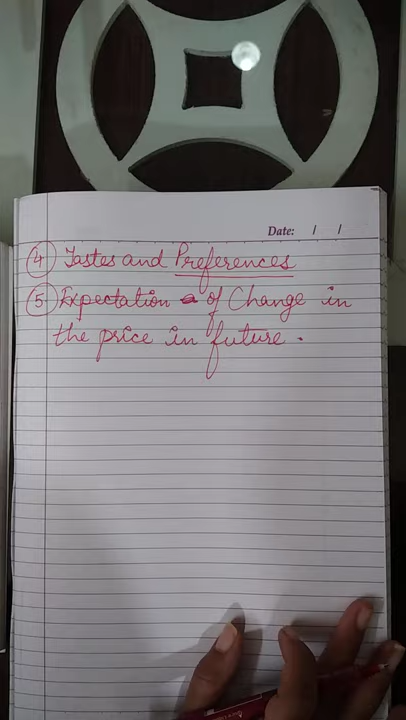 Date: / /
④ Tastes and Preferences
⑤ Expectation of Change in
the price in future.